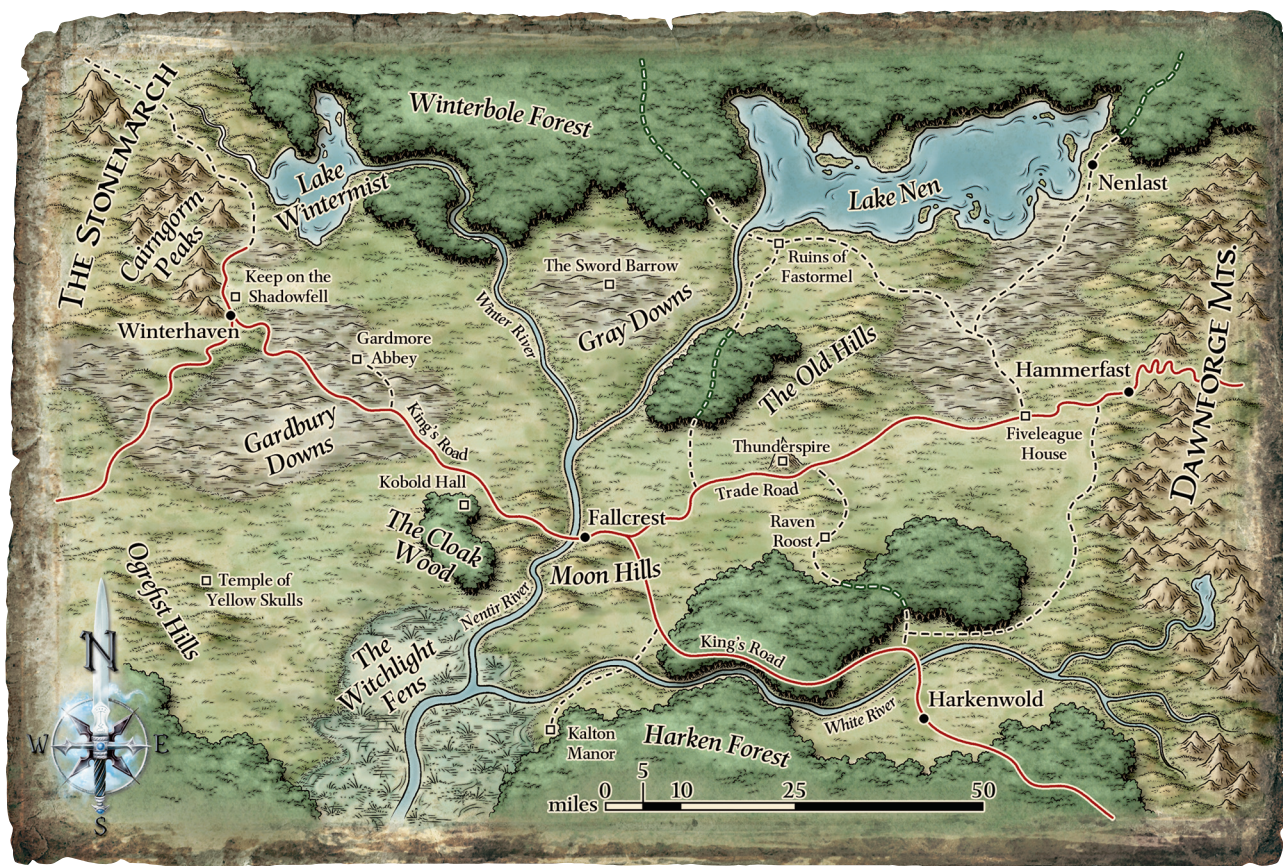 THE STONEMARCH
Winterbole Forest
Lake
Wintermist
Lake Nen
Nenlast
Cairngorm
Peaks
Keep on the
Shadowfell
Winterhaven
The Sword Barrow
Ruins of
Fastormel
Gray Downs
Winter River
Gardmore
Abbey
The Old Hills
DAWNFORGE MTS.
Hammerfast
Fiveleague
House
Gardbury
Downs
King's Road
Thunderspire
Trade Road
Kobold Hall
Fallcrest
Raven
Roost
The Cloak
Wood
Moon Hills
Ogrefist Hills
Temple of
Yellow Skulls
Nentir River
The
Witchlight
Fens
King's Road
White River
Harkenwold
Kalton
Manor
Harken Forest
N
W
E
S
miles
0
5
10
25
50